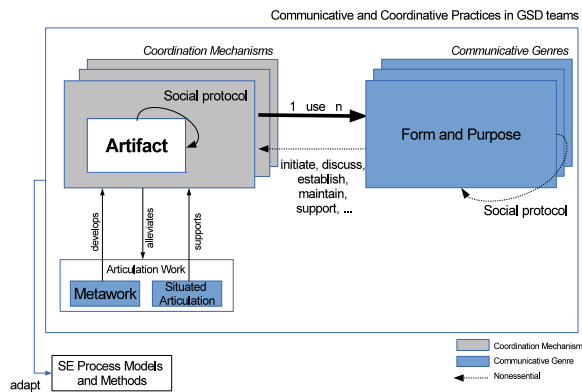 Communicative and Coordinative Practices in GSD teams
Coordination Mechanisms
Communicative Genres
Social protocol
Artifact
1 use n
Form and Purpose
initiate, discuss,
establish,
maintain,
support, ...
Social protocol
develops
alleviates
supports
Articulation Work
Metawork
Situated
Articulation
adapt
SE Process Models
and Methods
Coordination Mechanism
Communicative Genre
Nonessential